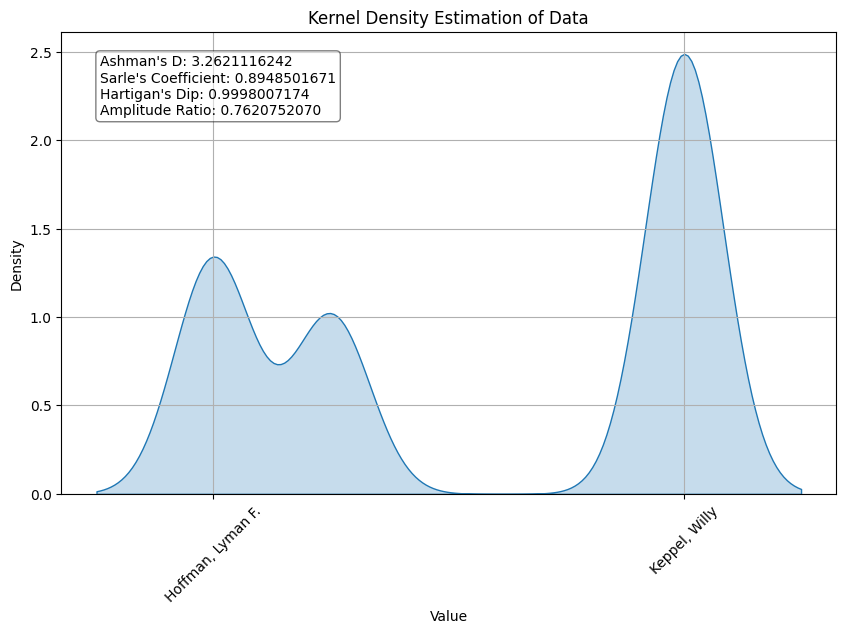 Kernel Density Estimation of Data
Ashman's D: 3.2621116242
Sarle's Coefficient: 0.8948501671
Hartigan's Dip: 0.9998007174
Amplitude Ratio: 0.7620752070
2.5
2.0
1.5
1.0
0.5
0.0
Density
Hoffman, Lyman F.
Keppel, Willy
Value